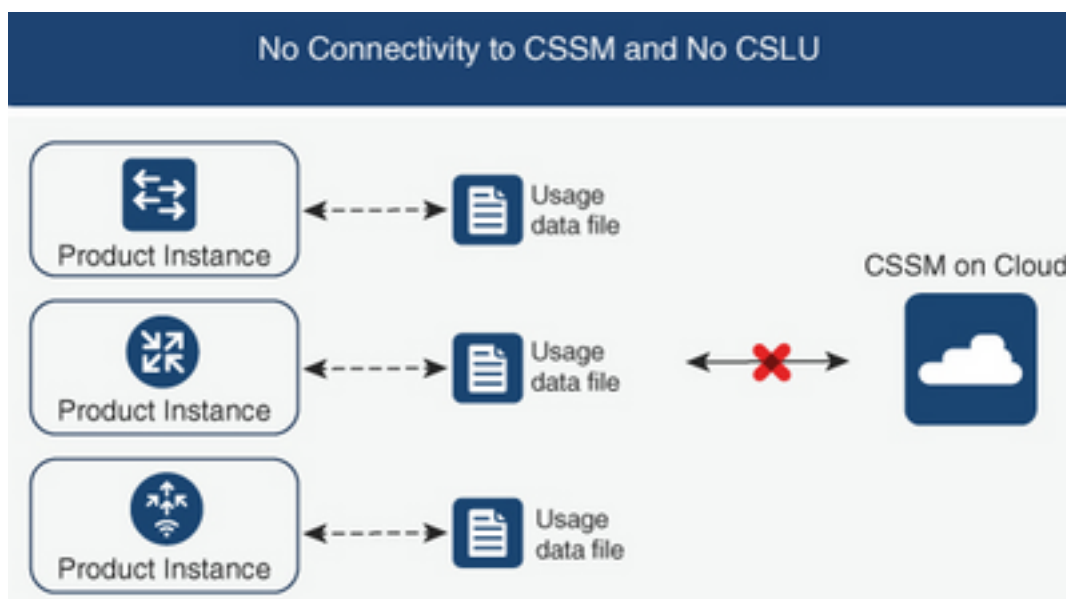 No Connectivity to CSSM and No CSLU
Usage
data file
Product Instance
CSSM on Cloud
Usage
data file
Product Instance
Usage
data file
Product Instance